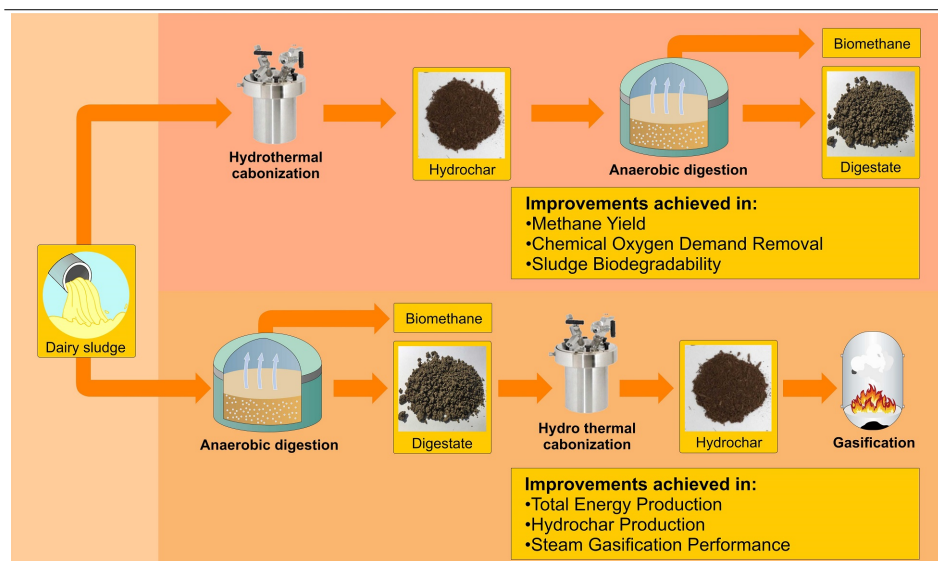 Biomethane
Hydrothermal
cabonization
Hydrochar
Anaerobic digestion
Digestate
Improvements achieved in:
•Methane Yield
•Chemical Oxygen Demand Removal
•Sludge Biodegradability
Dairy sludge
Biomethane
Anaerobic digestion
Digestate
Hydro thermal
cabonization
Hydrochar
Gasification
Improvements achieved in:
•Total Energy Production
•Hydrochar Production
•Steam Gasification Performance